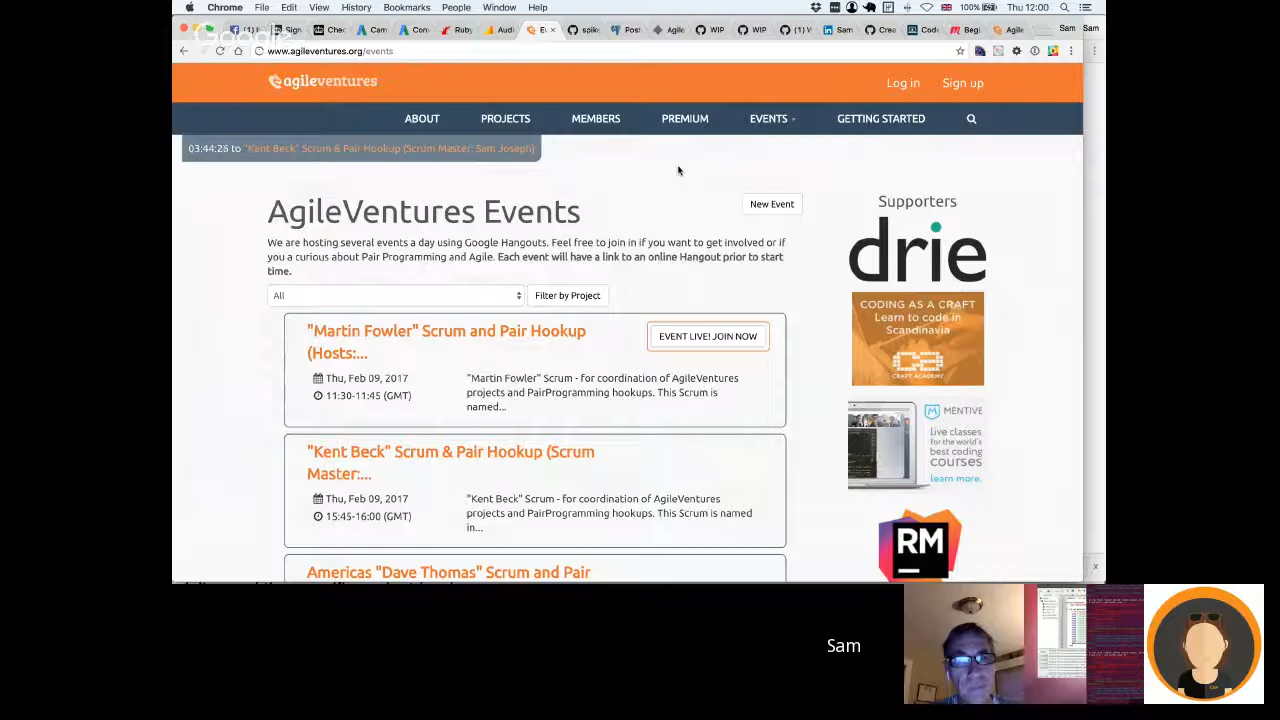 Chrome File Edit View History Bookmarks People Window Help
100% Thu 12:00 Sam Joseph
Google
www.agileventures.org/events
agileventures
Log in Sign up
ABOUT PROJECTS MEMBERS PREMIUM EVENTS GETTING STARTED
03:44:28 to "Kent Beck" Scrum & Pair Hookup (Scrum Master: Sam Joseph)
AgileVentures Events
New Event
We are hosting several events a day using Google Hangouts. Feel free to join in if you want to get involved or if
you a curious about Pair Programming and Agile. Each event will have a link to an online Hangout prior to start
time.
All
Filter by Project
"Martin Fowler" Scrum and Pair Hookup
(Hosts:...
EVENT LIVE! JOIN NOW
Thu, Feb 09, 2017
11:30-11:45 (GMT)
"Martin Fowler" Scrum - for coordination of AgileVentures
projects and PairProgramming hookups. This Scrum is
named...
"Kent Beck" Scrum & Pair Hookup (Scrum
Master:...
Thu, Feb 09, 2017
15:45-16:00 (GMT)
"Kent Beck" Scrum - for coordination of AgileVentures
projects and PairProgramming hookups. This Scrum is named
in...
Americas "Dave Thomas" Scrum and Pair
Supporters
drie
CODING AS A CRAFT
Learn to code in
Scandinavia
CRAFT ACADEMY
MENTIVE
live classes
for the world's
best coding
courses
learn more.
RM
Sam